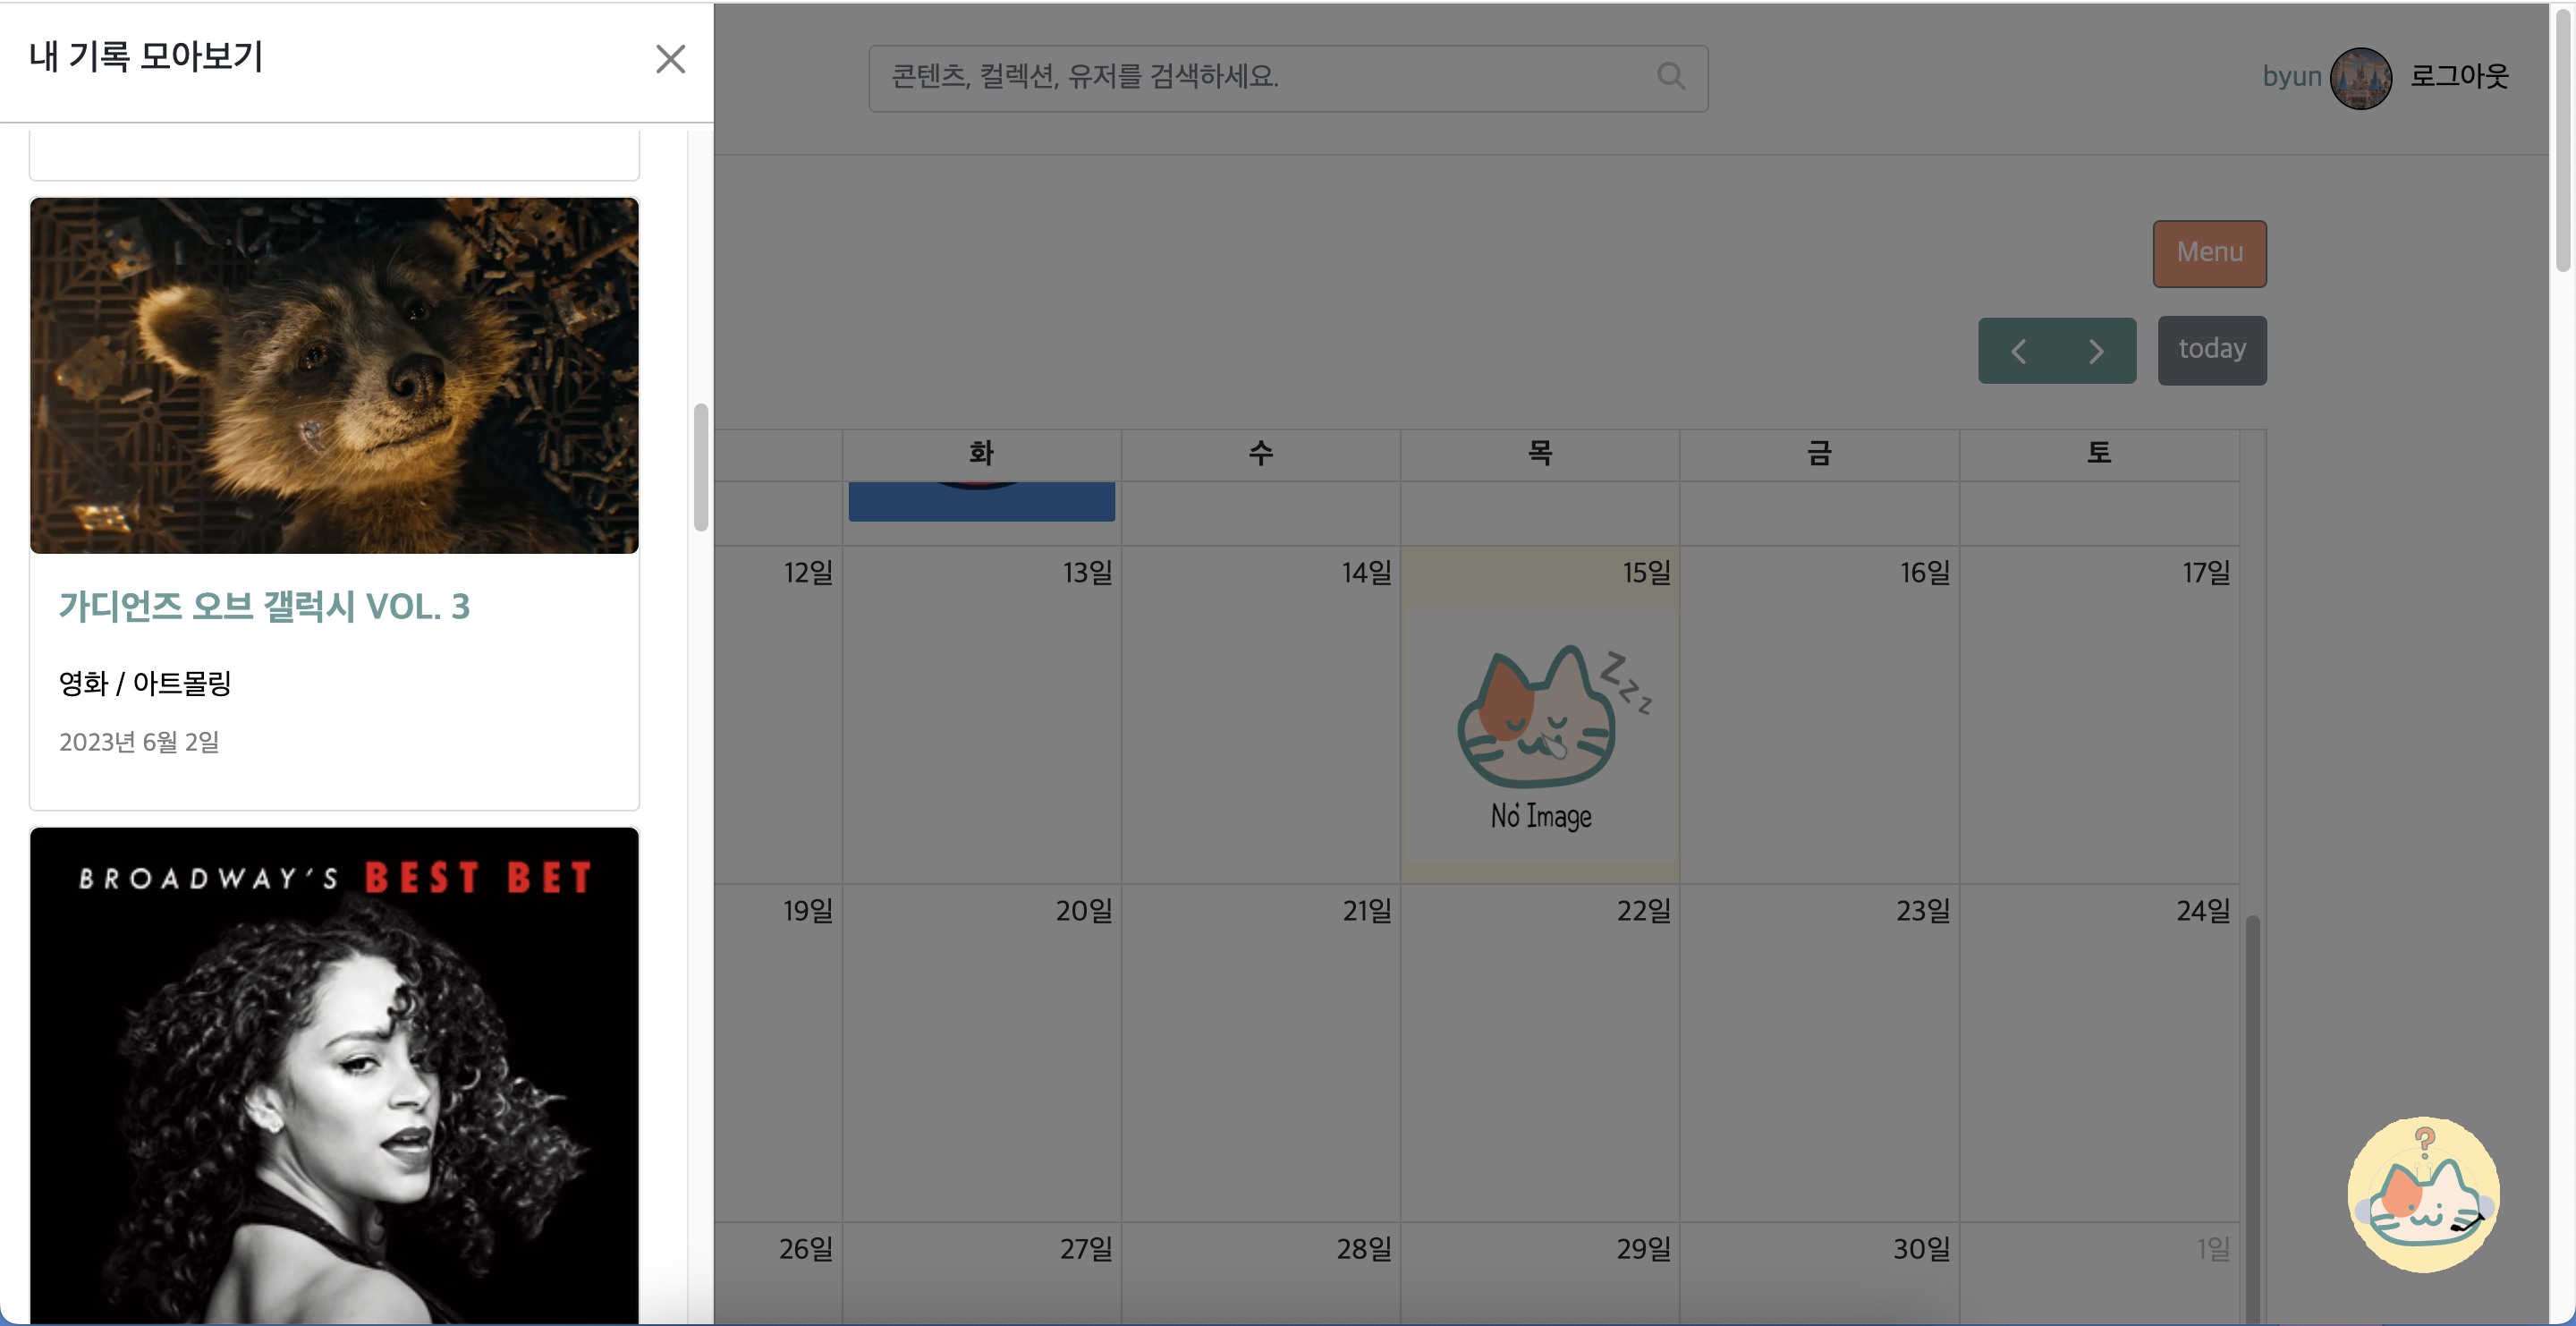 내 기록 모아보기
콘텐츠, 컬렉션, 유저를 검색하세요.
byun
로그아웃
Menu
today
가디언즈 오브 갤럭시 VOL. 3
영화 / 아트몰링
2023년 6월 2일
BROADWAY'S BEST BET
화 수 목 금 토
12일 13일 14일 15일 16일 17일
Z z z
No Image
19일 20일 21일 22일 23일 24일
?
26일 27일 28일 29일 30일 1일